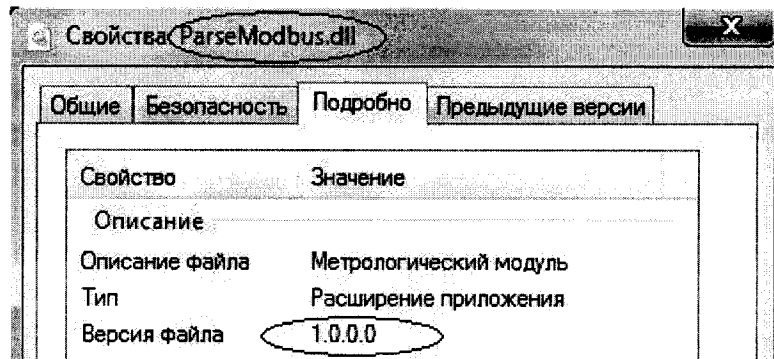 Свойства: ParseModbus.dll
X
Общие Безопасность Подробно Предыдущие версии
Свойство Значение
Описание
Описание файла Метрологический модуль
Тип Расширение приложения
Версия файла 1.0.0.0